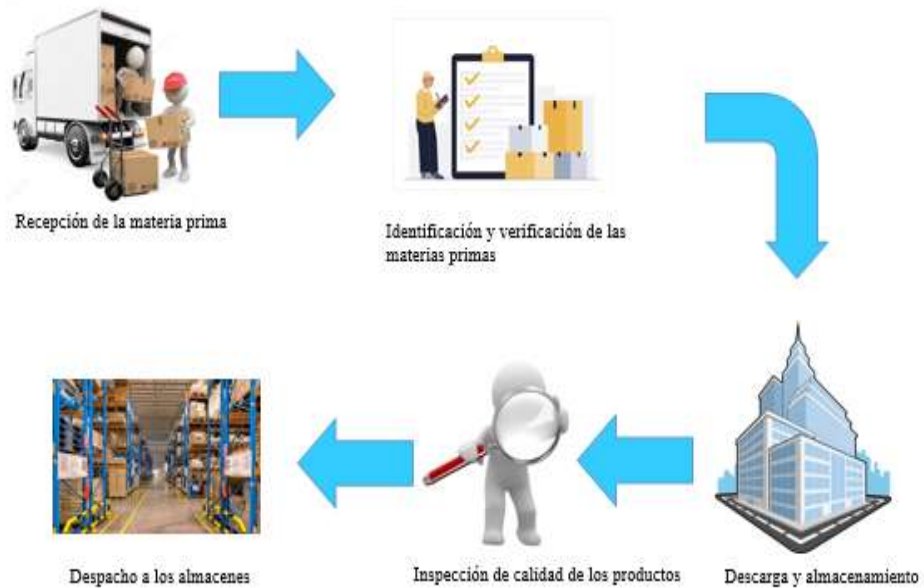 Recepción de la materia prima
Identificación y verificación de las
materias primas
Descarga y almacenamiento
Inspección de calidad de los productos
Despacho a los almacenes